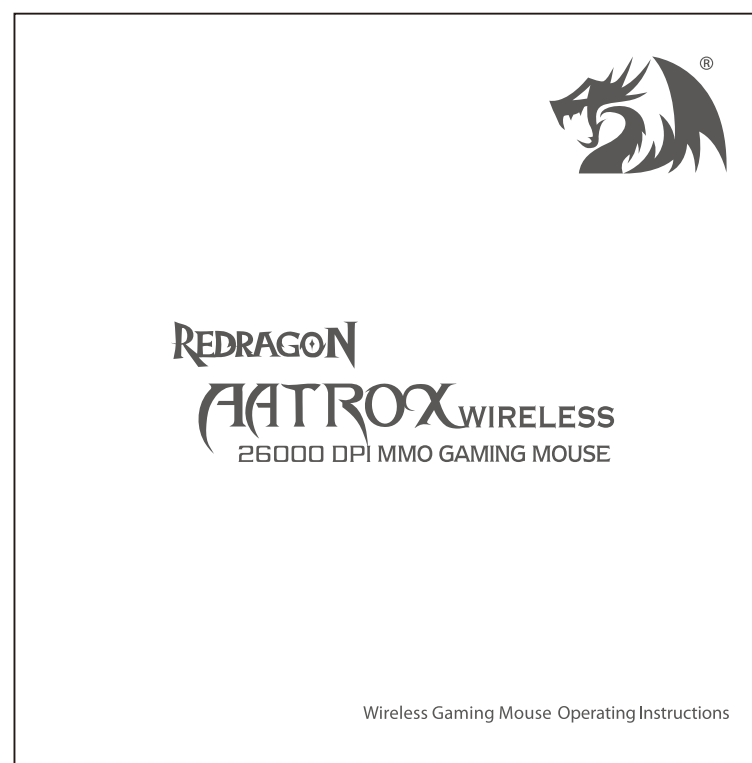 ®
REDRAGON
AATROX WIRELESS
26000 DPI MMO GAMING MOUSE
Wireless Gaming Mouse Operating Instructions